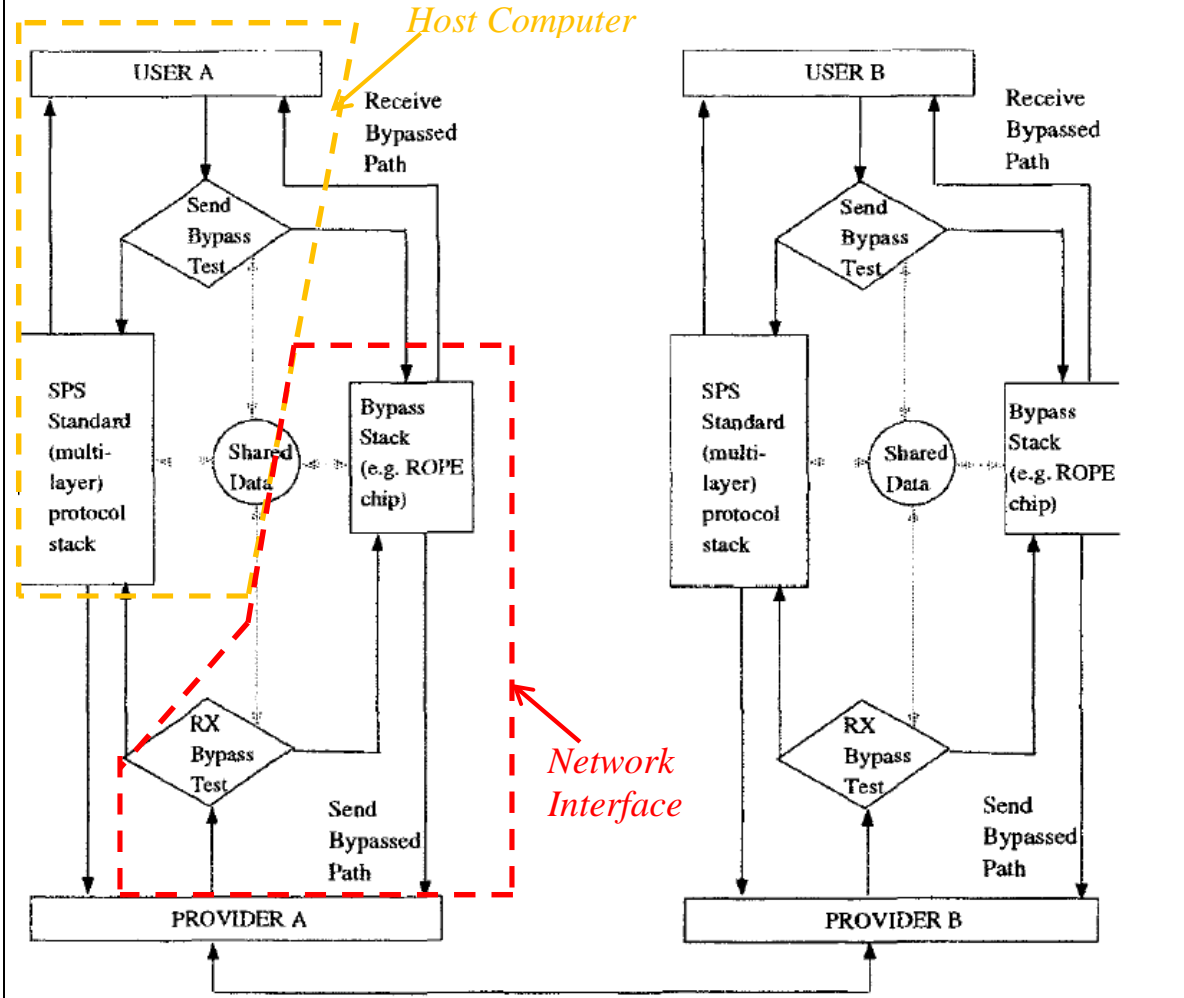 Host Computer
USER A
Receive
Bypassed
Path
Send
Bypass
Test
SPS
Standard
(multi-
layer)
protocol
stack
Shared
Data
Bypass
Stack
(e.g. ROPE
chip)
RX
Bypass
Test
Network
Interface
Send
Bypassed
Path
PROVIDER A
USER B
Receive
Bypassed
Path
Send
Bypass
Test
SPS
Standard
(multi-
layer)
protocol
stack
Shared
Data
Bypass
Stack
(e.g. ROPE
chip)
RX
Bypass
Test
Send
Bypassed
Path
PROVIDER B